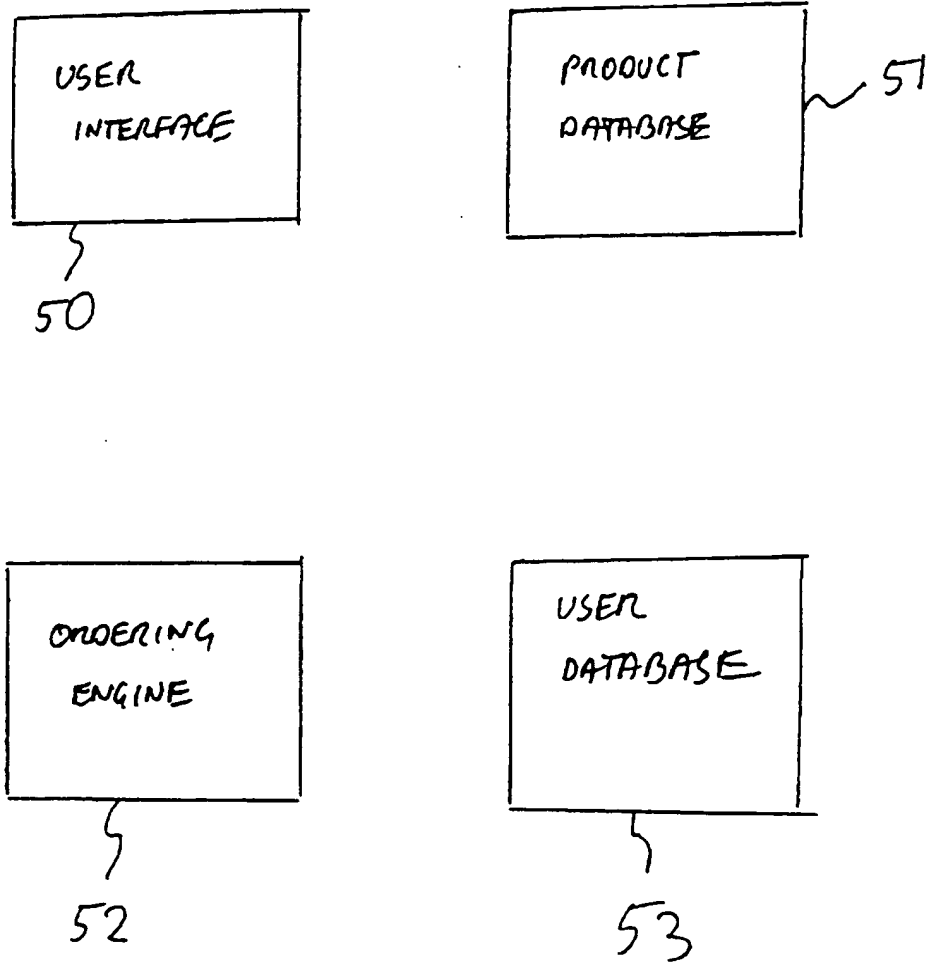 USER
INTERFACE
50
PRODUCT
DATABASE
51
ORDERING
ENGINE
52
USER
DATABASE
53